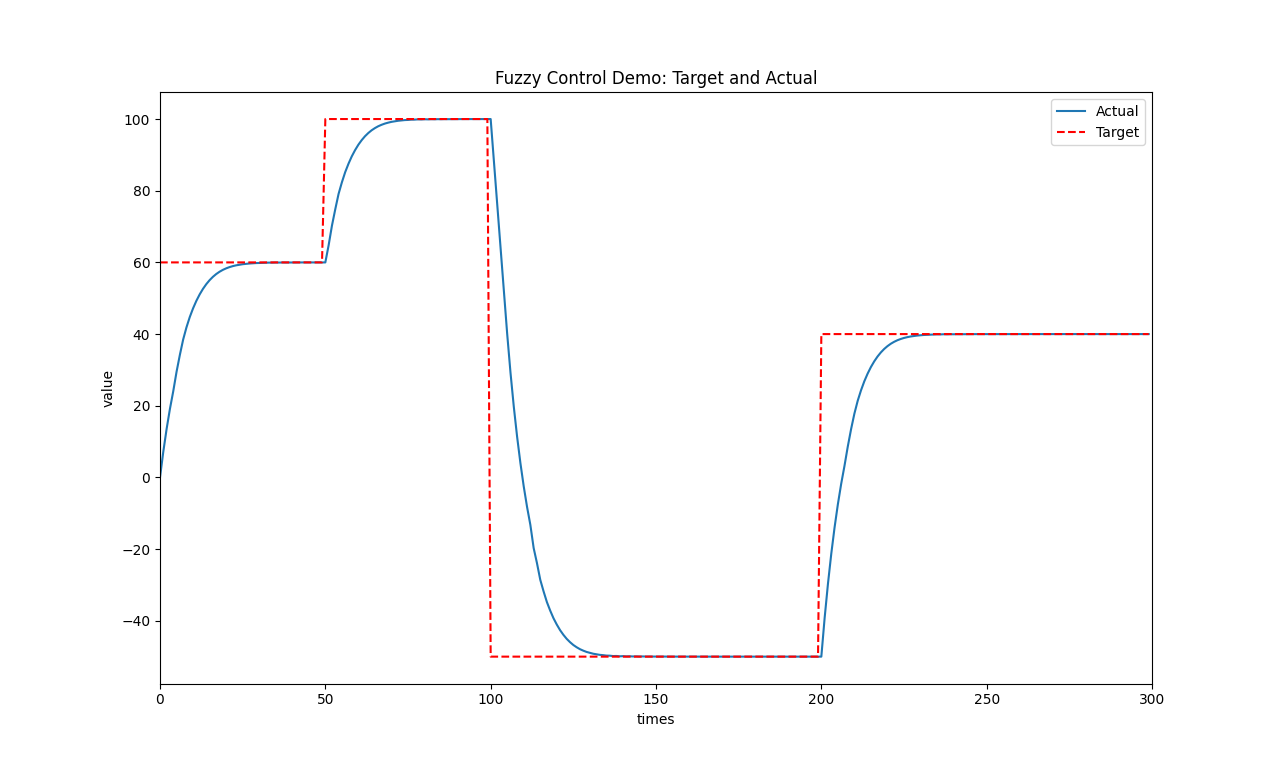 Fuzzy Control Demo: Target and Actual
Actual
Target
100
80
60
40
20
0
−20
−40
value
0 50 100 150 200 250 300
times